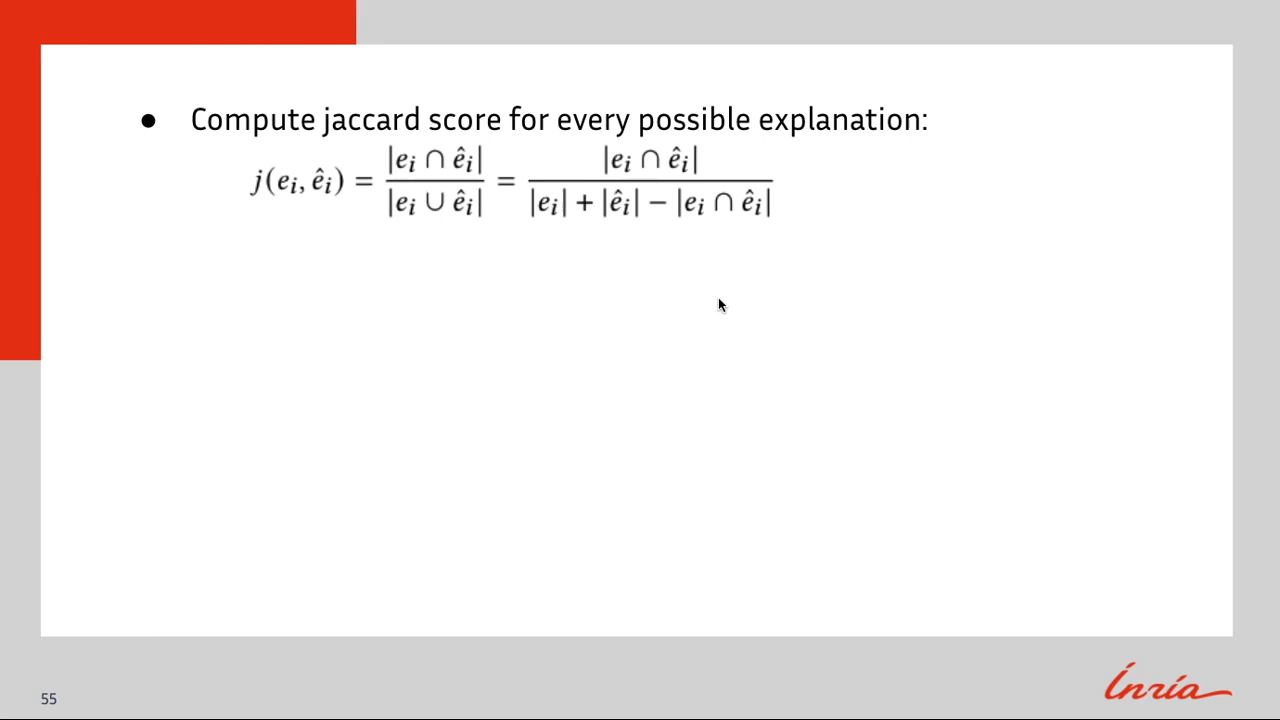 ● Compute jaccard score for every possible explanation:
j(eᵢ, êᵢ) = |eᵢ ∩ êᵢ| / |eᵢ ∪ êᵢ| = |eᵢ ∩ êᵢ| / |eᵢ| + |êᵢ| − |eᵢ ∩ êᵢ|
55
Inría